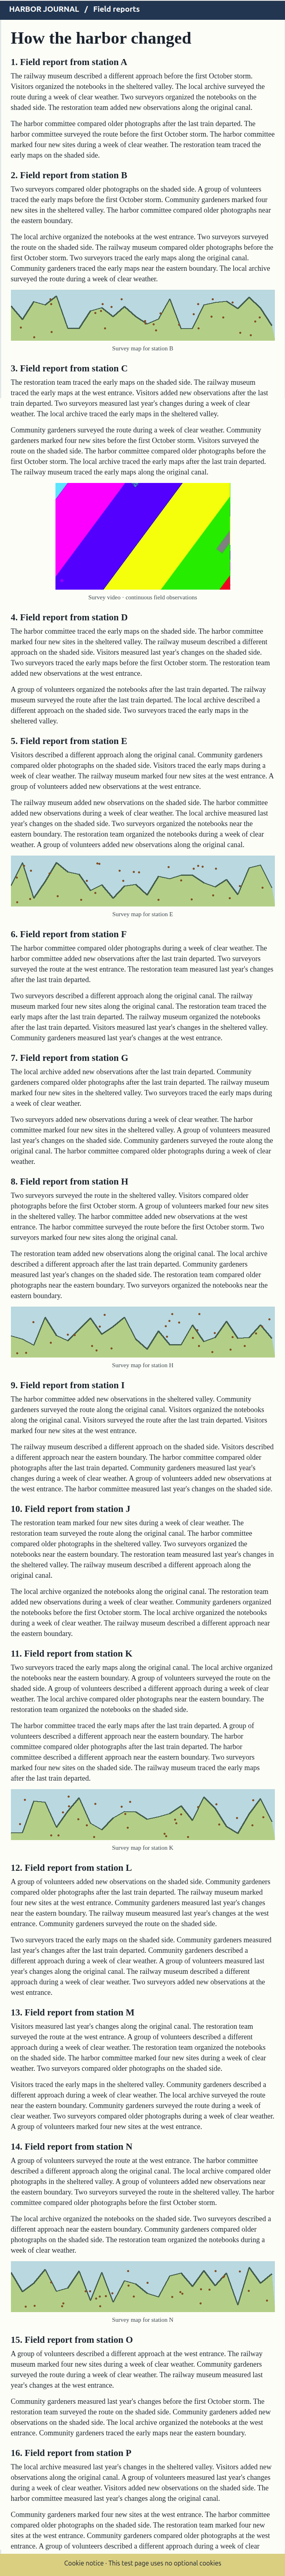 HARBOR JOURNAL / Field reports
How the harbor changed
1. Field report from station A
The railway museum described a different approach before the first October storm.
Visitors organized the notebooks in the sheltered valley. The local archive surveyed the
route during a week of clear weather. Two surveyors organized the notebooks on the
shaded side. The restoration team added new observations along the original canal.
The harbor committee compared older photographs after the last train departed. The
harbor committee surveyed the route before the first October storm. The harbor committee
marked four new sites in the sheltered valley. The restoration team traced the
early maps on the shaded side.
2. Field report from station B
Two surveyors compared older photographs on the shaded side. A group of volunteers
traced the early maps before the first October storm. Community gardeners marked four
new sites in the sheltered valley. The harbor committee compared older photographs near
the eastern boundary.
The local archive organized the notebooks at the west entrance. Two surveyors surveyed
the route on the shaded side. The railway museum compared older photographs before the
first October storm. Two surveyors traced the early maps along the original canal.
Community gardeners traced the early maps near the eastern boundary. The local archive
surveyed the route during a week of clear weather.
Survey map for station B
3. Field report from station C
The restoration team traced the early maps on the shaded side. The railway museum
traced the early maps at the west entrance. Visitors added new observations after the last
train departed. Two surveyors measured last year's changes during a week of clear
weather. The local archive traced the early maps in the sheltered valley.
Community gardeners surveyed the route during a week of clear weather. Community
gardeners marked four new sites before the first October storm. Visitors surveyed the
route on the shaded side. The harbor committee compared older photographs before the
first October storm. The local archive traced the early maps after the last train departed.
The railway museum traced the early maps along the original canal.
Survey video · continuous field observations
4. Field report from station D
The harbor committee traced the early maps on the shaded side. The harbor committee
marked four new sites in the sheltered valley. The railway museum described a different
approach on the shaded side. Visitors measured last year's changes on the shaded side.
Two surveyors traced the early maps before the first October storm. The restoration team
added new observations at the west entrance.
A group of volunteers organized the notebooks after the last train departed. The railway
museum surveyed the route after the last train departed. The local archive described a
different approach on the shaded side. Two surveyors traced the early maps in the
sheltered valley.
5. Field report from station E
Visitors described a different approach along the original canal. Community gardeners
compared older photographs on the shaded side. Visitors traced the early maps during a
week of clear weather. The railway museum marked four new sites at the west entrance. A
group of volunteers added new observations at the west entrance.
The railway museum added new observations on the shaded side. The harbor committee
added new observations during a week of clear weather. The local archive measured last
year's changes on the shaded side. Two surveyors organized the notebooks near the
eastern boundary. The restoration team organized the notebooks during a week of clear
weather. A group of volunteers added new observations along the original canal.
Survey map for station E
6. Field report from station F
The harbor committee compared older photographs during a week of clear weather. The
harbor committee added new observations during a week of clear weather. Two surveyors
surveyed the route at the west entrance. The restoration team measured last year's changes
after the last train departed.
Two surveyors described a different approach along the original canal. The railway
museum marked four new sites along the original canal. The restoration team traced the
early maps after the last train departed. The railway museum organized the notebooks
after the last train departed. Visitors measured last year's changes in the sheltered valley.
Community gardeners measured last year's changes at the west entrance.
7. Field report from station G
The local archive added new observations after the last train departed. Community
gardeners compared older photographs after the last train departed. The railway museum
marked four new sites in the sheltered valley. Two surveyors traced the early maps during
a week of clear weather.
Two surveyors added new observations during a week of clear weather. The harbor
committee marked four new sites in the sheltered valley. A group of volunteers measured
last year's changes on the shaded side. Community gardeners surveyed the route along the
original canal. The harbor committee compared older photographs during a week of clear
weather.
8. Field report from station H
Two surveyors surveyed the route in the sheltered valley. Visitors compared older
photographs before the first October storm. A group of volunteers marked four new sites
in the sheltered valley. The harbor committee added new observations at the west
entrance. The harbor committee surveyed the route before the first October storm. Two
surveyors marked four new sites along the original canal.
The restoration team added new observations along the original canal. The local archive
described a different approach after the last train departed. Community gardeners
measured last year's changes on the shaded side. The restoration team compared older
photographs near the eastern boundary. Two surveyors organized the notebooks near the
eastern boundary.
Survey map for station H
9. Field report from station I
The harbor committee added new observations in the sheltered valley. Community
gardeners surveyed the route along the original canal. Visitors organized the notebooks
along the original canal. Visitors surveyed the route after the last train departed. Visitors
marked four new sites at the west entrance.
The railway museum described a different approach on the shaded side. Visitors described
a different approach near the eastern boundary. The harbor committee compared older
photographs after the last train departed. Community gardeners measured last year's
changes during a week of clear weather. A group of volunteers added new observations at
the west entrance. The harbor committee measured last year's changes on the shaded side.
10. Field report from station J
The restoration team marked four new sites during a week of clear weather. The
restoration team surveyed the route along the original canal. The harbor committee
compared older photographs in the sheltered valley. Two surveyors organized the
notebooks near the eastern boundary. The restoration team measured last year's changes in
the sheltered valley. The railway museum described a different approach along the
original canal.
The local archive organized the notebooks along the original canal. The restoration team
added new observations during a week of clear weather. Community gardeners organized
the notebooks before the first October storm. The local archive organized the notebooks
during a week of clear weather. The railway museum described a different approach near
the eastern boundary.
11. Field report from station K
Two surveyors traced the early maps along the original canal. The local archive organized
the notebooks near the eastern boundary. A group of volunteers surveyed the route on the
shaded side. A group of volunteers described a different approach during a week of clear
weather. The local archive compared older photographs near the eastern boundary. The
restoration team organized the notebooks on the shaded side.
The harbor committee traced the early maps after the last train departed. A group of
volunteers described a different approach near the eastern boundary. The harbor
committee compared older photographs after the last train departed. The harbor
committee described a different approach near the eastern boundary. Two surveyors
marked four new sites on the shaded side. The railway museum traced the early maps
after the last train departed.
Survey map for station K
12. Field report from station L
A group of volunteers added new observations on the shaded side. Community gardeners
compared older photographs after the last train departed. The railway museum marked
four new sites at the west entrance. Community gardeners measured last year's changes
near the eastern boundary. The railway museum measured last year's changes at the west
entrance. Community gardeners surveyed the route on the shaded side.
Two surveyors traced the early maps on the shaded side. Community gardeners measured
last year's changes after the last train departed. Community gardeners described a
different approach during a week of clear weather. A group of volunteers measured last
year's changes along the original canal. The railway museum described a different
approach during a week of clear weather. Two surveyors added new observations at the
west entrance.
13. Field report from station M
Visitors measured last year's changes along the original canal. The restoration team
surveyed the route at the west entrance. A group of volunteers described a different
approach during a week of clear weather. The restoration team organized the notebooks
on the shaded side. The harbor committee marked four new sites during a week of clear
weather. Two surveyors compared older photographs on the shaded side.
Visitors traced the early maps in the sheltered valley. Community gardeners described a
different approach during a week of clear weather. The local archive surveyed the route
near the eastern boundary. Community gardeners surveyed the route during a week of
clear weather. Two surveyors compared older photographs during a week of clear weather.
A group of volunteers marked four new sites at the west entrance.
14. Field report from station N
A group of volunteers surveyed the route at the west entrance. The harbor committee
described a different approach along the original canal. The local archive compared older
photographs in the sheltered valley. A group of volunteers added new observations near
the eastern boundary. Two surveyors surveyed the route in the sheltered valley. The harbor
committee compared older photographs before the first October storm.
The local archive organized the notebooks on the shaded side. Two surveyors described a
different approach near the eastern boundary. Community gardeners compared older
photographs on the shaded side. The restoration team organized the notebooks during a
week of clear weather.
Survey map for station N
15. Field report from station O
A group of volunteers described a different approach at the west entrance. The railway
museum marked four new sites during a week of clear weather. Community gardeners
surveyed the route during a week of clear weather. The railway museum measured last
year's changes at the west entrance.
Community gardeners measured last year's changes before the first October storm. The
restoration team surveyed the route on the shaded side. Community gardeners added new
observations on the shaded side. The local archive organized the notebooks at the west
entrance. Community gardeners traced the early maps near the eastern boundary.
16. Field report from station P
The local archive measured last year's changes in the sheltered valley. Visitors added new
observations along the original canal. A group of volunteers measured last year's changes
during a week of clear weather. Visitors added new observations on the shaded side. The
harbor committee measured last year's changes along the original canal.
Community gardeners marked four new sites at the west entrance. The harbor committee
compared older photographs on the shaded side. The restoration team marked four new
sites at the west entrance. Community gardeners compared older photographs at the west
entrance. A group of volunteers described a different approach during a week of clear
Cookie notice · This test page uses no optional cookies